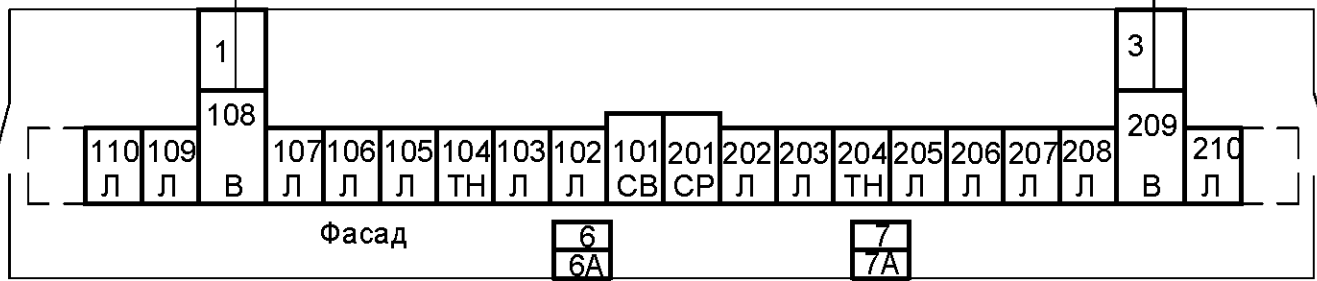 1 3
108 209
110 109 107 106 105 104 103 102 101 201 202 203 204 205 206 207 208 210
Л Л В Л Л Л ТН Л Л СВ СР Л Л ТН Л Л Л Л В Л
Фасад 6 7
6А 7А